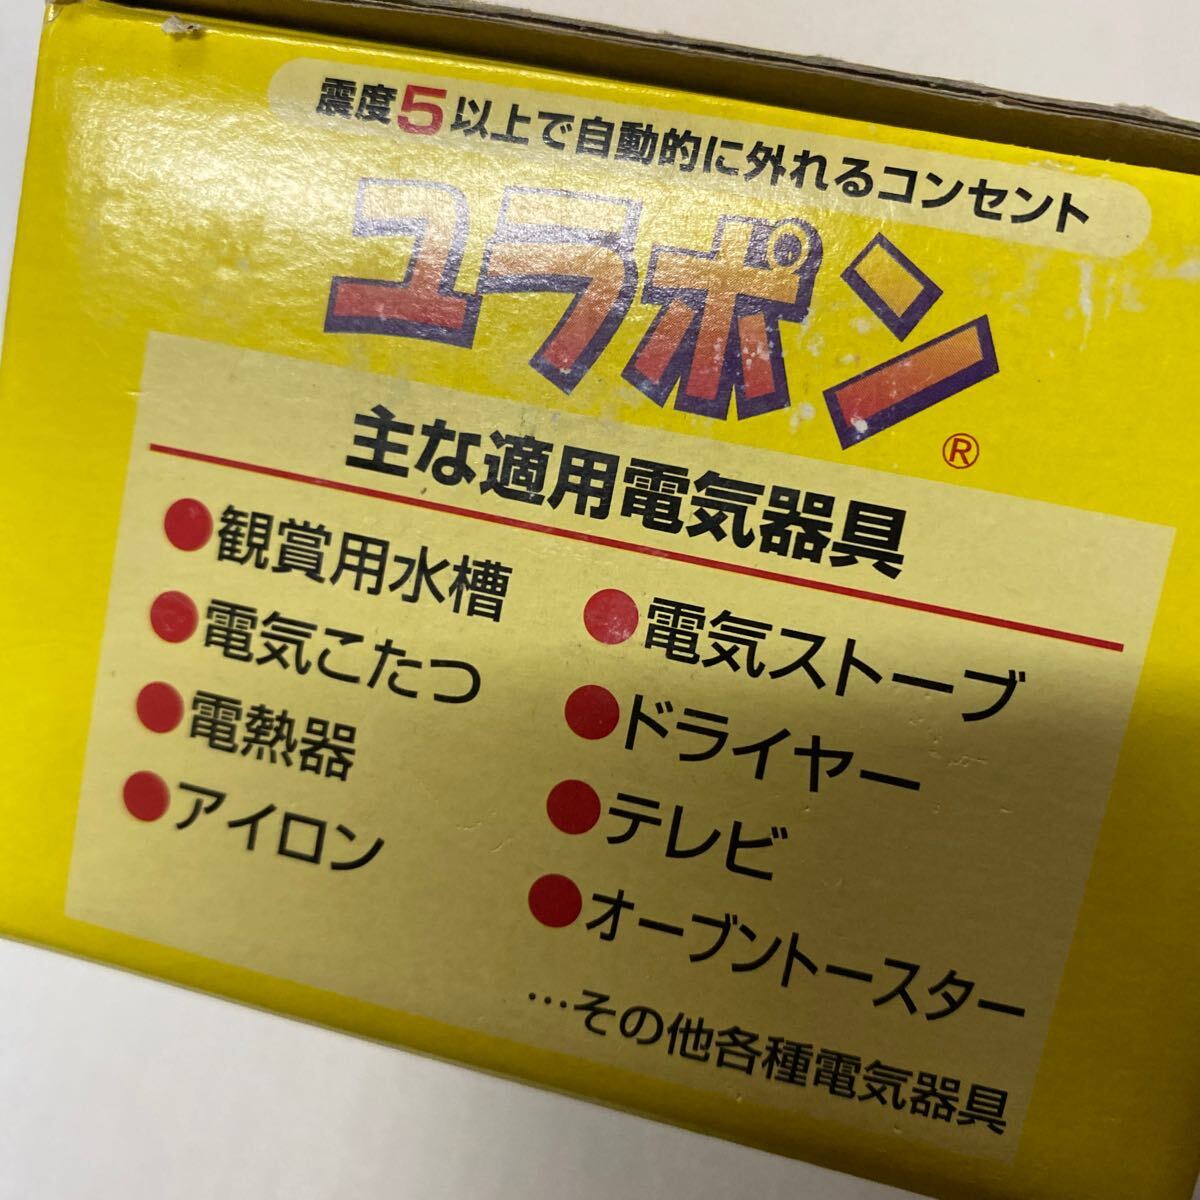 震度5以上で自動的に外れるコンセント
ユラポン®
主な適用電気器具
●観賞用水槽
●電気こたつ
●電熱器
●アイロン
●電気ストーブ
●ドライヤー
●テレビ
●オーブントースター
…その他各種電気器具